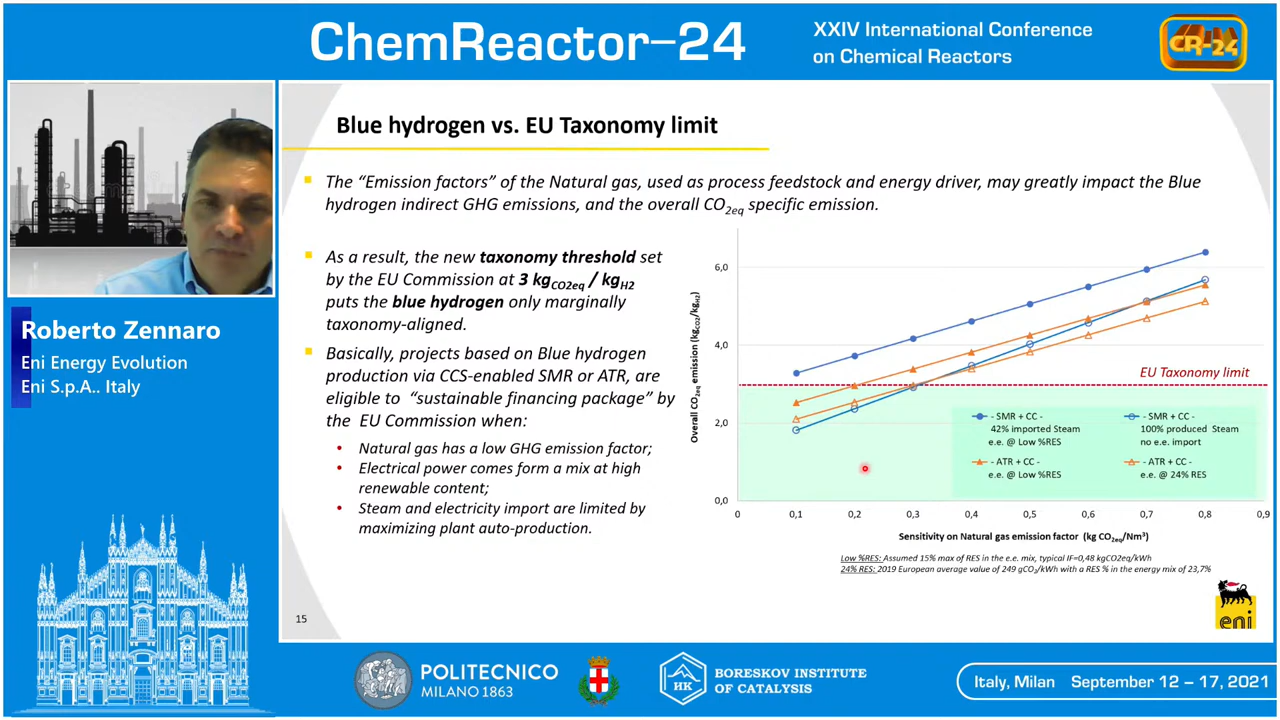 ChemReactor–24
XXIV International Conference
on Chemical Reactors
CR-24
Roberto Zennaro
Eni Energy Evolution
Eni S.p.A.. Italy
Blue hydrogen vs. EU Taxonomy limit
The “Emission factors” of the Natural gas, used as process feedstock and energy driver, may greatly impact the Blue
hydrogen indirect GHG emissions, and the overall CO2eq specific emission.
As a result, the new taxonomy threshold set
by the EU Commission at 3 kgCO2eq / kgH2
puts the blue hydrogen only marginally
taxonomy-aligned.
Basically, projects based on Blue hydrogen
production via CCS-enabled SMR or ATR, are
eligible to “sustainable financing package” by
the EU Commission when:
• Natural gas has a low GHG emission factor;
• Electrical power comes form a mix at high
renewable content;
• Steam and electricity import are limited by
maximizing plant auto-production.
15
Overall CO2eq emission (kgCO2/kgH2)
6,0
4,0
2,0
0,0
EU Taxonomy limit
- SMR + CC -
42% imported Steam
e.e. @ Low %RES
- SMR + CC -
100% produced Steam
no e.e. import
- ATR + CC -
e.e. @ Low %RES
- ATR + CC -
e.e. @ 24% RES
0 0,1 0,2 0,3 0,4 0,5 0,6 0,7 0,8 0,9
Sensitivity on Natural gas emission factor (kg CO2eq/Nm3)
Low %RES: Assumed 15% max of RES in the e.e. mix, typical IF=0,48 kgCO2eq/kWh
24% RES: 2019 European average value of 249 gCO2/kWh with a RES % in the energy mix of 23,7%
eni
POLITECNICO
MILANO 1863
НК
BORESKOV INSTITUTE
OF CATALYSIS
Italy, Milan September 12 – 17, 2021